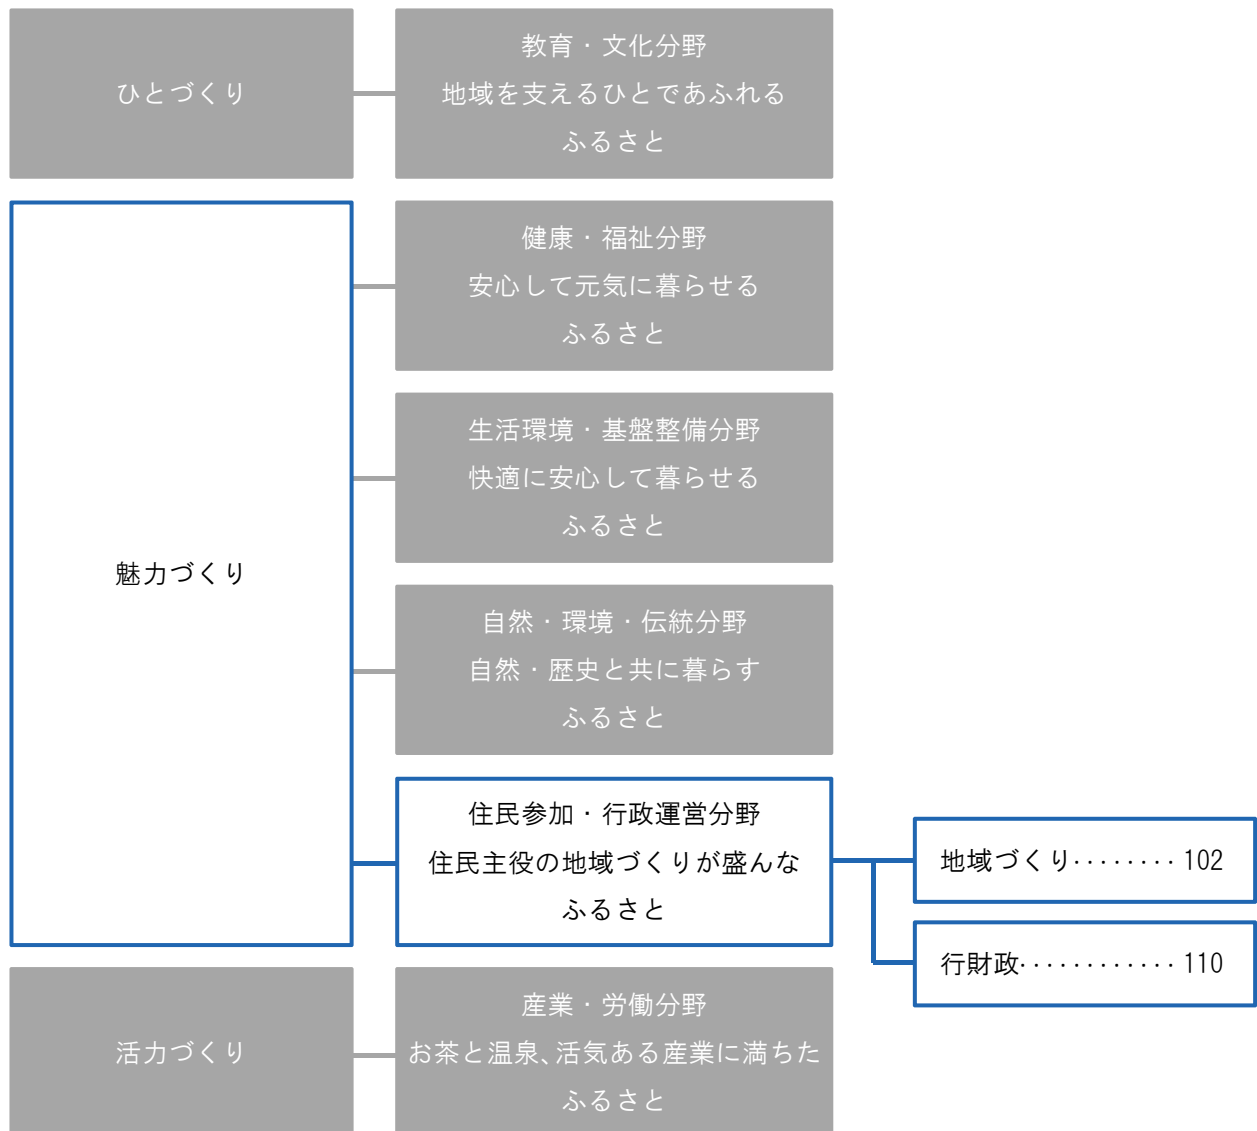 ひとづくり
教育・文化分野
地域を支えるひとであふれる
ふるさと
魅力づくり
健康・福祉分野
安心して元気に暮らせる
ふるさと
生活環境・基盤整備分野
快適に安心して暮らせる
ふるさと
自然・環境・伝統分野
自然・歴史と共に暮らす
ふるさと
住民参加・行政運営分野
住民主役の地域づくりが盛んな
ふるさと
地域づくり········102
行財政············110
活力づくり
産業・労働分野
お茶と温泉、活気ある産業に満ちた
ふるさと